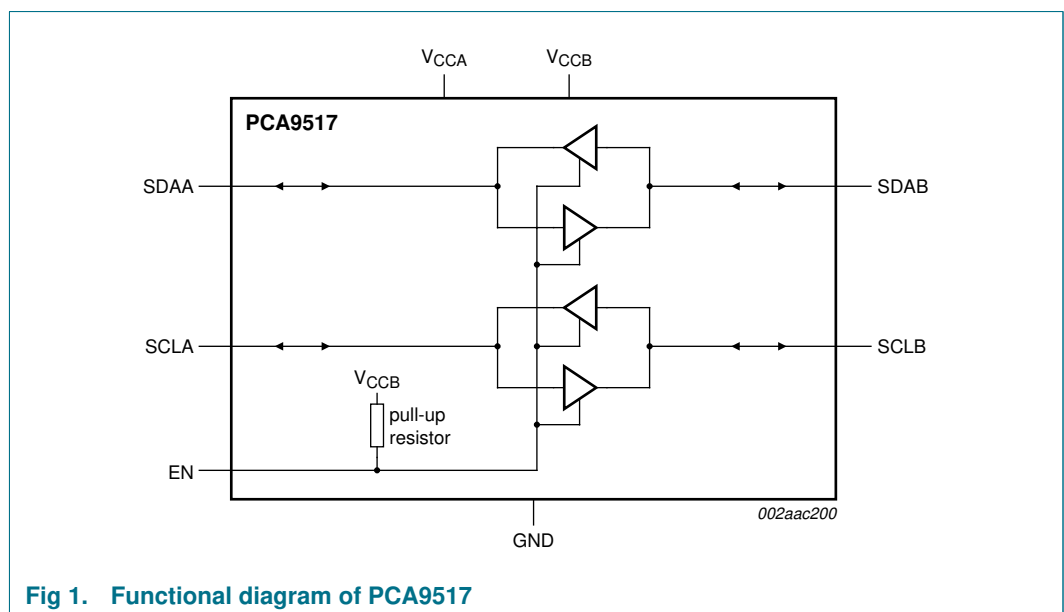 VCCA VCCB
PCA9517
SDAA SDAB
SCLA SCLB
VCCB
pull-up
resistor
EN
002aac200
GND
Fig 1. Functional diagram of PCA9517